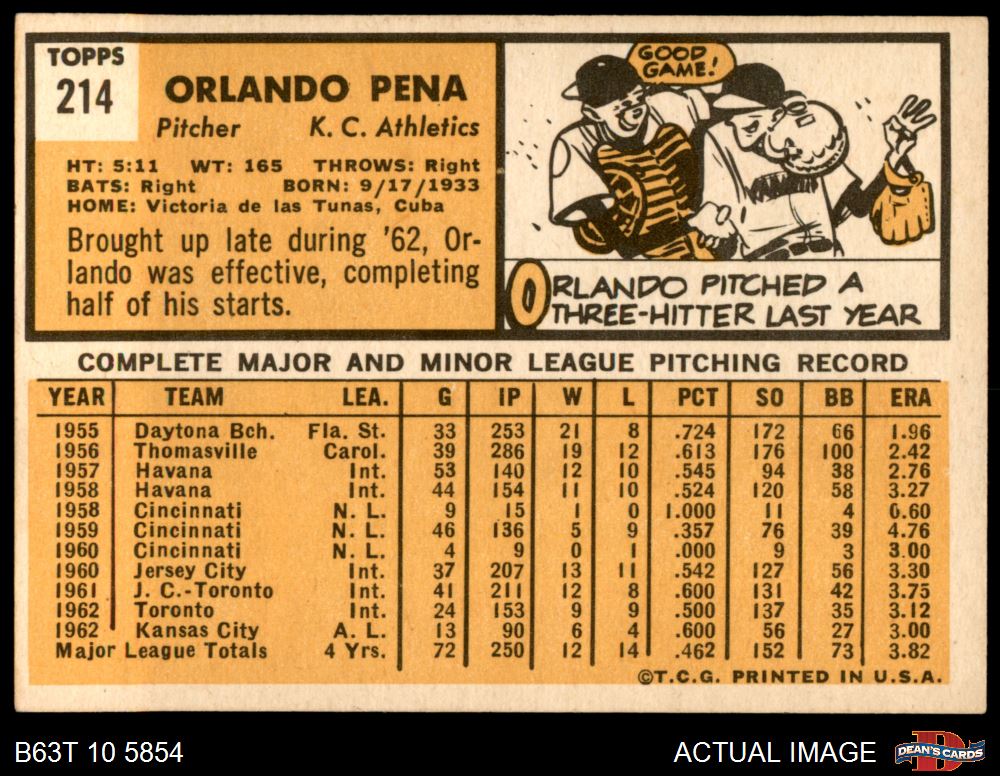 TOPPS
214
ORLANDO PENA
Pitcher K. C. Athletics
HT: 5:11 WT: 165 THROWS: Right
BATS: Right BORN: 9/17/1933
HOME: Victoria de las Tunas, Cuba
Brought up late during '62, Or-
lando was effective, completing
half of his starts.
GOOD
GAME!
ORLANDO PITCHED A
THREE-HITTER LAST YEAR
COMPLETE MAJOR AND MINOR LEAGUE PITCHING RECORD
YEAR TEAM LEA. G IP W L PCT SO BB ERA
1955 Daytona Bch. Fla. St. 33 253 21 8 .724 172 66 1.96
1956 Thomasville Carol. 39 286 19 12 .613 176 100 2.42
1957 Havana Int. 53 140 12 10 .545 94 38 2.76
1958 Havana Int. 44 154 11 10 .524 120 58 3.27
1958 Cincinnati N. L. 9 15 1 0 1.000 11 4 0.60
1959 Cincinnati N. L. 46 136 5 9 .357 76 39 4.76
1960 Cincinnati N. L. 4 9 0 1 .000 9 3 3.00
1960 Jersey City Int. 37 207 13 11 .542 127 56 3.30
1961 J. C.-Toronto Int. 41 211 12 8 .600 131 42 3.75
1962 Toronto Int. 24 153 9 9 .500 137 35 3.12
1962 Kansas City A. L. 13 90 6 4 .600 56 27 3.00
Major League Totals 4 Yrs. 72 250 12 14 .462 152 73 3.82
©T.C.G. PRINTED IN U.S.A.
B63T 10 5854 ACTUAL IMAGE DEAN'S CARDS